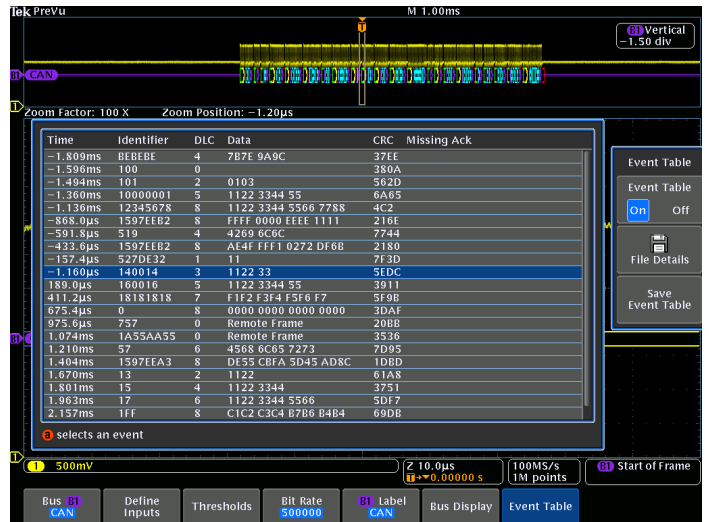 Tek PreVu M 1.00ms
T
B1 Vertical
-1.50 div
B1 CAN
Zoom Factor: 100 X Zoom Position: -1.20µs
Time Identifier DLC Data CRC Missing Ack
-1.809ms BEBEBE 4 7B7E 9A9C 37EE
-1.596ms 100 0 380A
-1.494ms 101 2 0103 562D
-1.360ms 10000001 5 1122 3344 55 6A65
-1.136ms 12345678 8 1122 3344 5566 7788 4C2
-868.0µs 1597EEB2 8 FFFF 0000 EEEE 1111 216E
-591.8µs 519 4 4269 6C6C 7744
-433.6µs 1597EEB2 8 AE4F FFF1 0272 DF6B 2180
-157.4µs 527DE32 1 11 7F3D
-1.160µs 140014 3 1122 33 5EDC
189.0µs 160016 5 1122 3344 55 3911
411.2µs 18181818 7 F1F2 F3F4 F5F6 F7 5F9B
675.4µs 0 8 0000 0000 0000 0000 3DAF
975.6µs 757 0 Remote Frame 20BB
1.074ms 1A55AA55 0 Remote Frame 3536
1.210ms 57 6 4568 6C65 7273 7D95
1.404ms 1597EEA3 8 DE55 CBFA 5D45 AD8C 1DBD
1.670ms 13 2 1122 61A8
1.801ms 15 4 1122 3344 3751
1.963ms 17 6 1122 3344 5566 5DF7
2.157ms 1FF 8 C1C2 C3C4 B7B6 B4B4 69DB
a selects an event
Event Table
Event Table
On Off
File Details
Save
Event Table
B1
1 500mV
Z 10.0µs
T→▼0.00000 s
100MS/s
1M points
B1 Start of Frame
Bus B1
CAN
Define
Inputs
Thresholds
Bit Rate
500000
B1 Label
CAN
Bus Display
Event Table